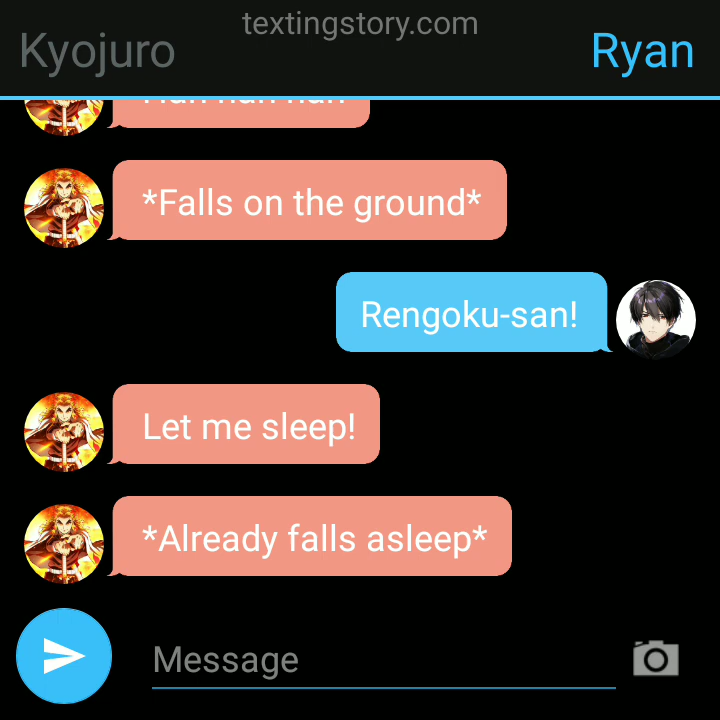 textingstory.com
Kyojuro
Ryan
*Falls on the ground*
Rengoku-san!
Let me sleep!
*Already falls asleep*
Message